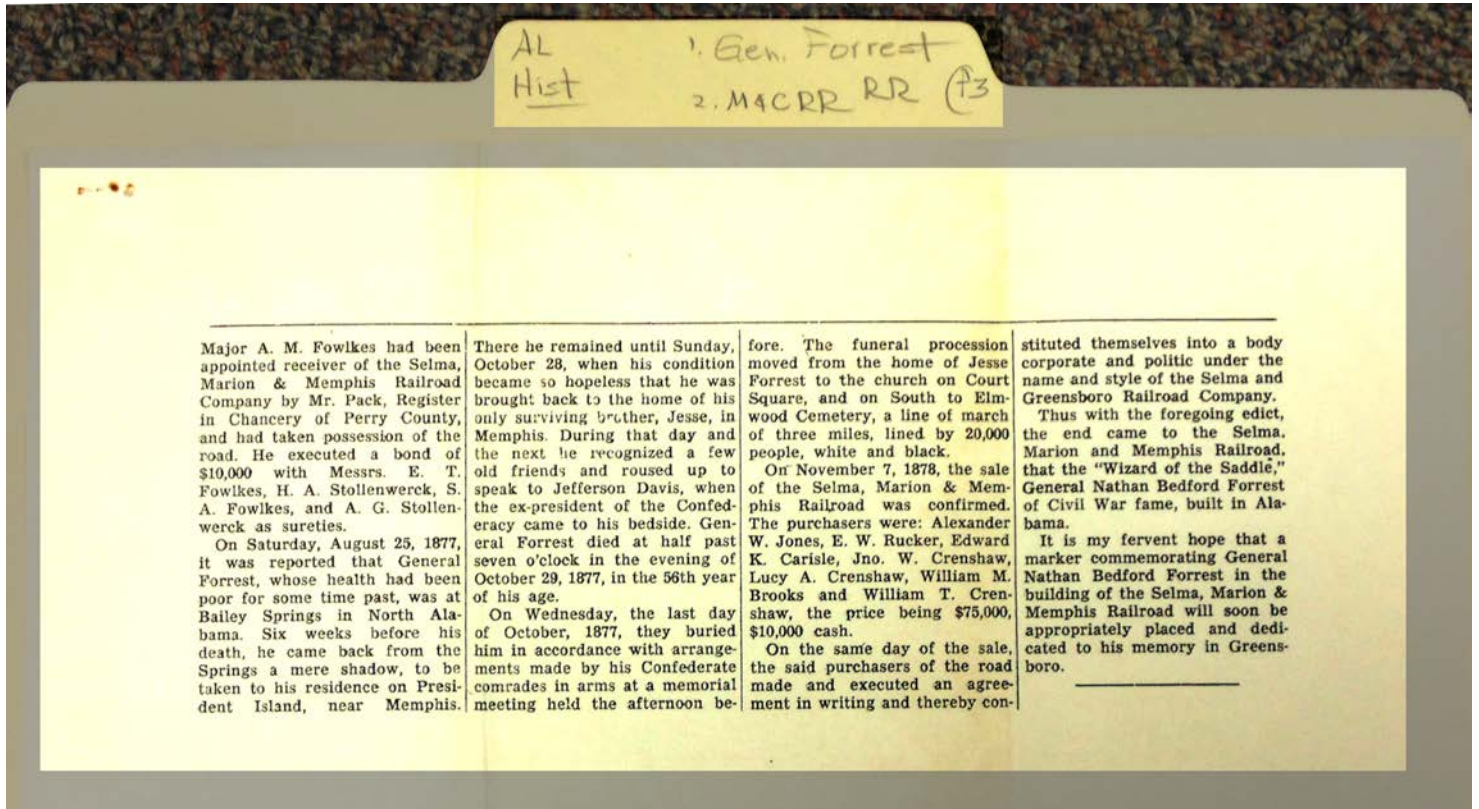 AL
Hist
1. Gen. Forrest
2. M&CRR RR
Major A. M. Fowlkes had been
appointed receiver of the Selma,
Marion & Memphis Railroad
Company by Mr. Pack, Register
in Chancery of Perry County,
and had taken possession of the
road. He executed a bond of
$10,000 with Messrs. E. T.
Fowlkes, H. A. Stollenwerck, S.
A. Fowlkes, and A. G. Stollen-
werck as sureties.
On Saturday, August 25, 1877,
it was reported that General
Forrest, whose health had been
poor for some time past, was at
Bailey Springs in North Ala-
bama. Six weeks before his
death, he came back from the
Springs a mere shadow, to be
taken to his residence on Presi-
dent Island, near Memphis.
There he remained until Sunday,
October 28, when his condition
became so hopeless that he was
brought back to the home of his
only surviving brother, Jesse, in
Memphis. During that day and
the next he recognized a few
old friends and roused up to
speak to Jefferson Davis, when
the ex-president of the Confed-
eracy came to his bedside. Gen-
eral Forrest died at half past
seven o'clock in the evening of
October 29, 1877, in the 56th year
of his age.
On Wednesday, the last day
of October, 1877, they buried
him in accordance with arrange-
ments made by his Confederate
comrades in arms at a memorial
meeting held the afternoon be-
fore. The funeral procession
moved from the home of Jesse
Forrest to the church on Court
Square, and on South to Elm-
wood Cemetery, a line of march
of three miles, lined by 20,000
people, white and black.
On November 7, 1878, the sale
of the Selma, Marion & Mem-
phis Railroad was confirmed.
The purchasers were: Alexander
W. Jones, E. W. Rucker, Edward
K. Carisle, Jno. W. Crenshaw,
Lucy A. Crenshaw, William M.
Brooks and William T. Cren-
shaw, the price being $75,000,
$10,000 cash.
On the same day of the sale,
the said purchasers of the road
made and executed an agree-
ment in writing and thereby con-
stituted themselves into a body
corporate and politic under the
name and style of the Selma and
Greensboro Railroad Company.
Thus with the foregoing edict,
the end came to the Selma,
Marion and Memphis Railroad,
that the "Wizard of the Saddle,"
General Nathan Bedford Forrest
of Civil War fame, built in Ala-
bama.
It is my fervent hope that a
marker commemorating General
Nathan Bedford Forrest in the
building of the Selma, Marion &
Memphis Railroad will soon be
appropriately placed and dedi-
cated to his memory in Greens-
boro.